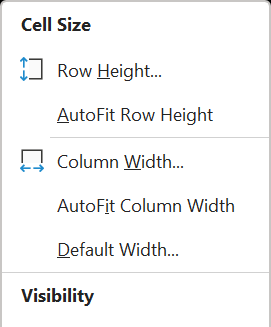 Cell Size
Row Height...
AutoFit Row Height
Column Width...
AutoFit Column Width
Default Width...
Visibility